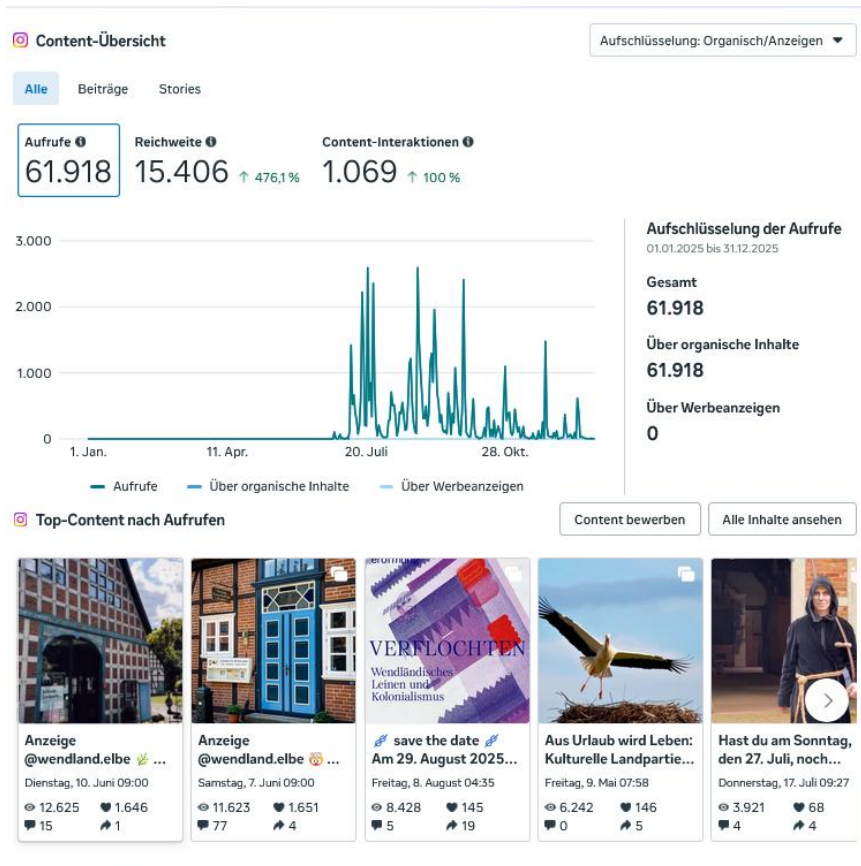 Content-Übersicht
Aufschlüsselung: Organisch/Anzeigen
Alle Beiträge Stories
Aufrufe Reichweite Content-Interaktionen
61.918 15.406 ↑ 476,1 % 1.069 ↑ 100 %
3.000
2.000
1.000
0
1. Jan. 11. Apr. 20. Juli 28. Okt.
Aufrufe Über organische Inhalte Über Werbeanzeigen
Aufschlüsselung der Aufrufe
01.01.2025 bis 31.12.2025
Gesamt
61.918
Über organische Inhalte
61.918
Über Werbeanzeigen
0
Top-Content nach Aufrufen
Content bewerben
Alle Inhalte ansehen
Anzeige
@wendland.elbe 🌿 ...
Dienstag, 10. Juni 09:00
12.625 1.646
15 1
Anzeige
@wendland.elbe 🤯 ...
Samstag, 7. Juni 09:00
11.623 1.651
77 4
VERFLOCHTEN
Wendländisches
Leinen und
Kolonialismus
save the date
Am 29. August 2025...
Freitag, 8. August 04:35
8.428 145
5 19
Aus Urlaub wird Leben:
Kulturelle Landpartie...
Freitag, 9. Mai 07:58
6.242 146
0 5
Hast du am Sonntag,
den 27. Juli, noch...
Donnerstag, 17. Juli 09:27
3.921 68
4 4